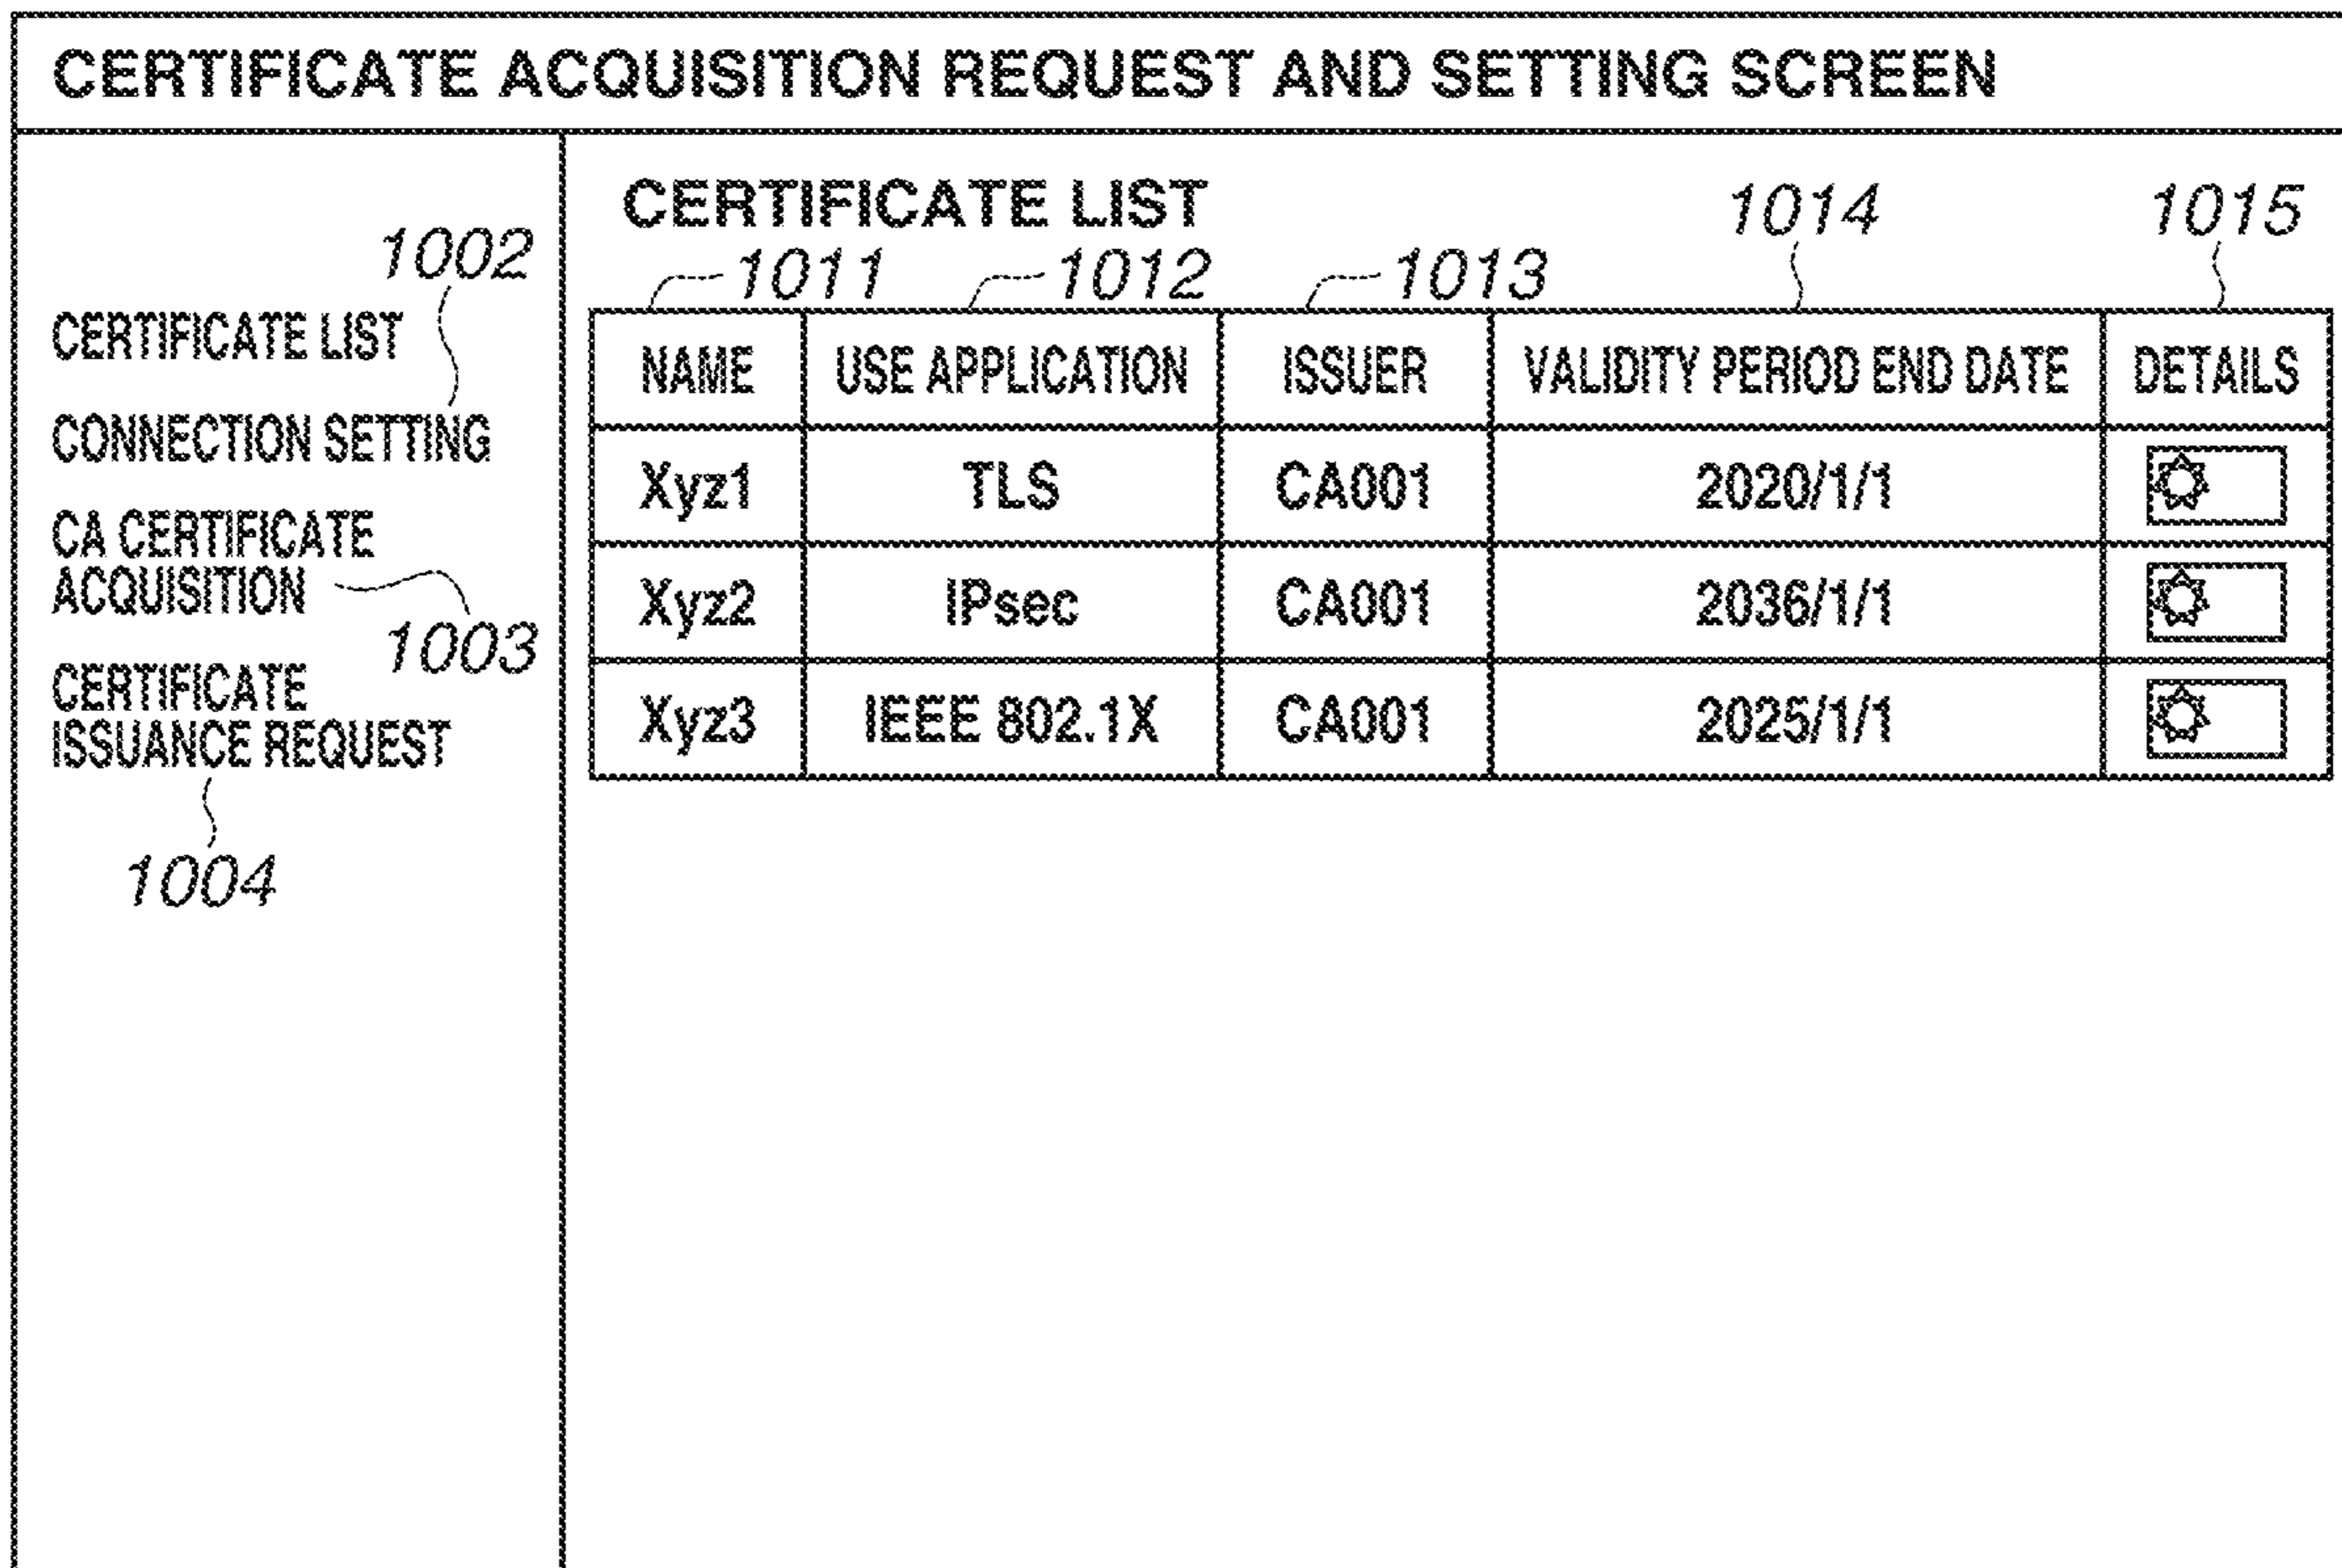 CERTIFICATE ACQUISITION REQUEST AND SETTING SCREEN
1002
CERTIFICATE LIST
CONNECTION SETTING
CA CERTIFICATE
ACQUISITION
1003
CERTIFICATE
ISSUANCE REQUEST
1004
CERTIFICATE LIST
1014 1015
1011 1012 1013
NAME USE APPLICATION ISSUER VALIDITY PERIOD END DATE DETAILS
Xyz1 TLS CA001 2020/1/1
Xyz2 IPsec CA001 2036/1/1
Xyz3 IEEE 802.1X CA001 2025/1/1